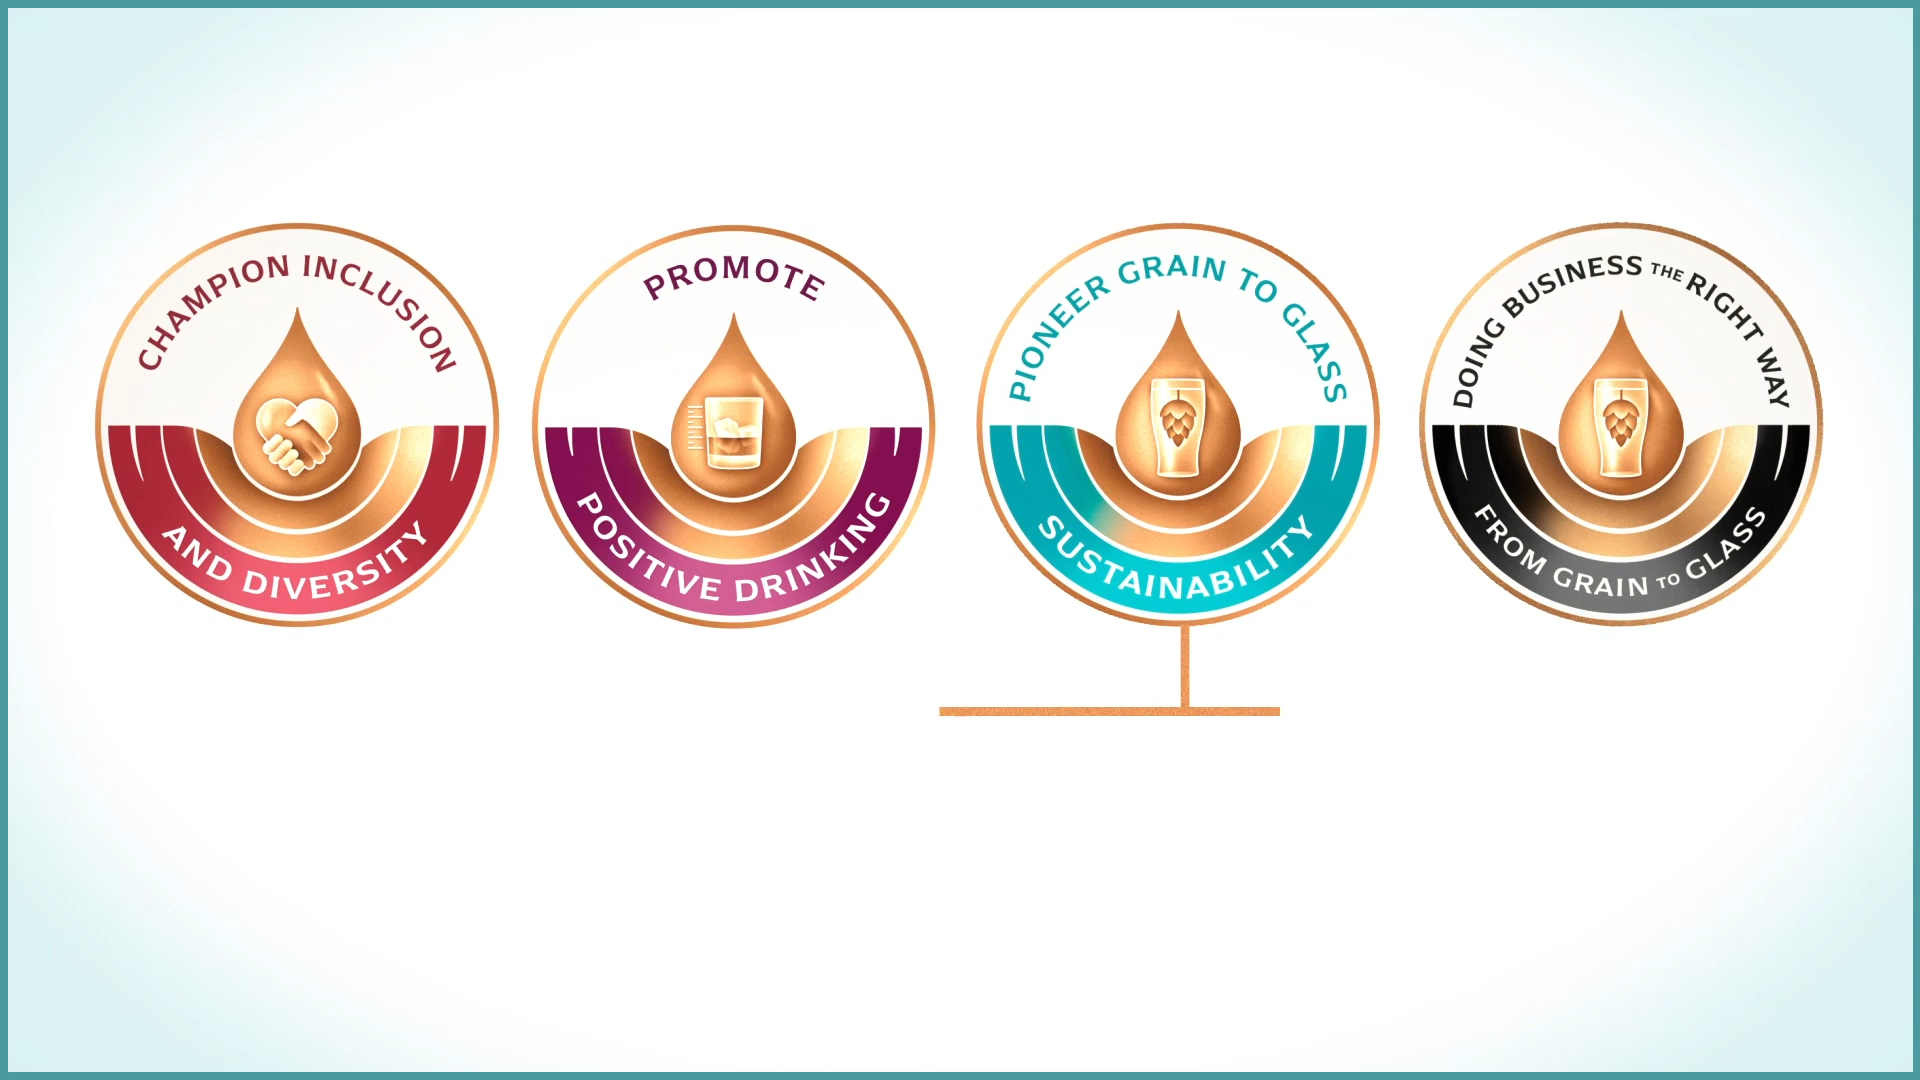 CHAMPION INCLUSION
AND DIVERSITY
PROMOTE
POSITIVE DRINKING
PIONEER GRAIN TO GLASS
SUSTAINABILITY
DOING BUSINESS THE RIGHT WAY
FROM GRAIN TO GLASS